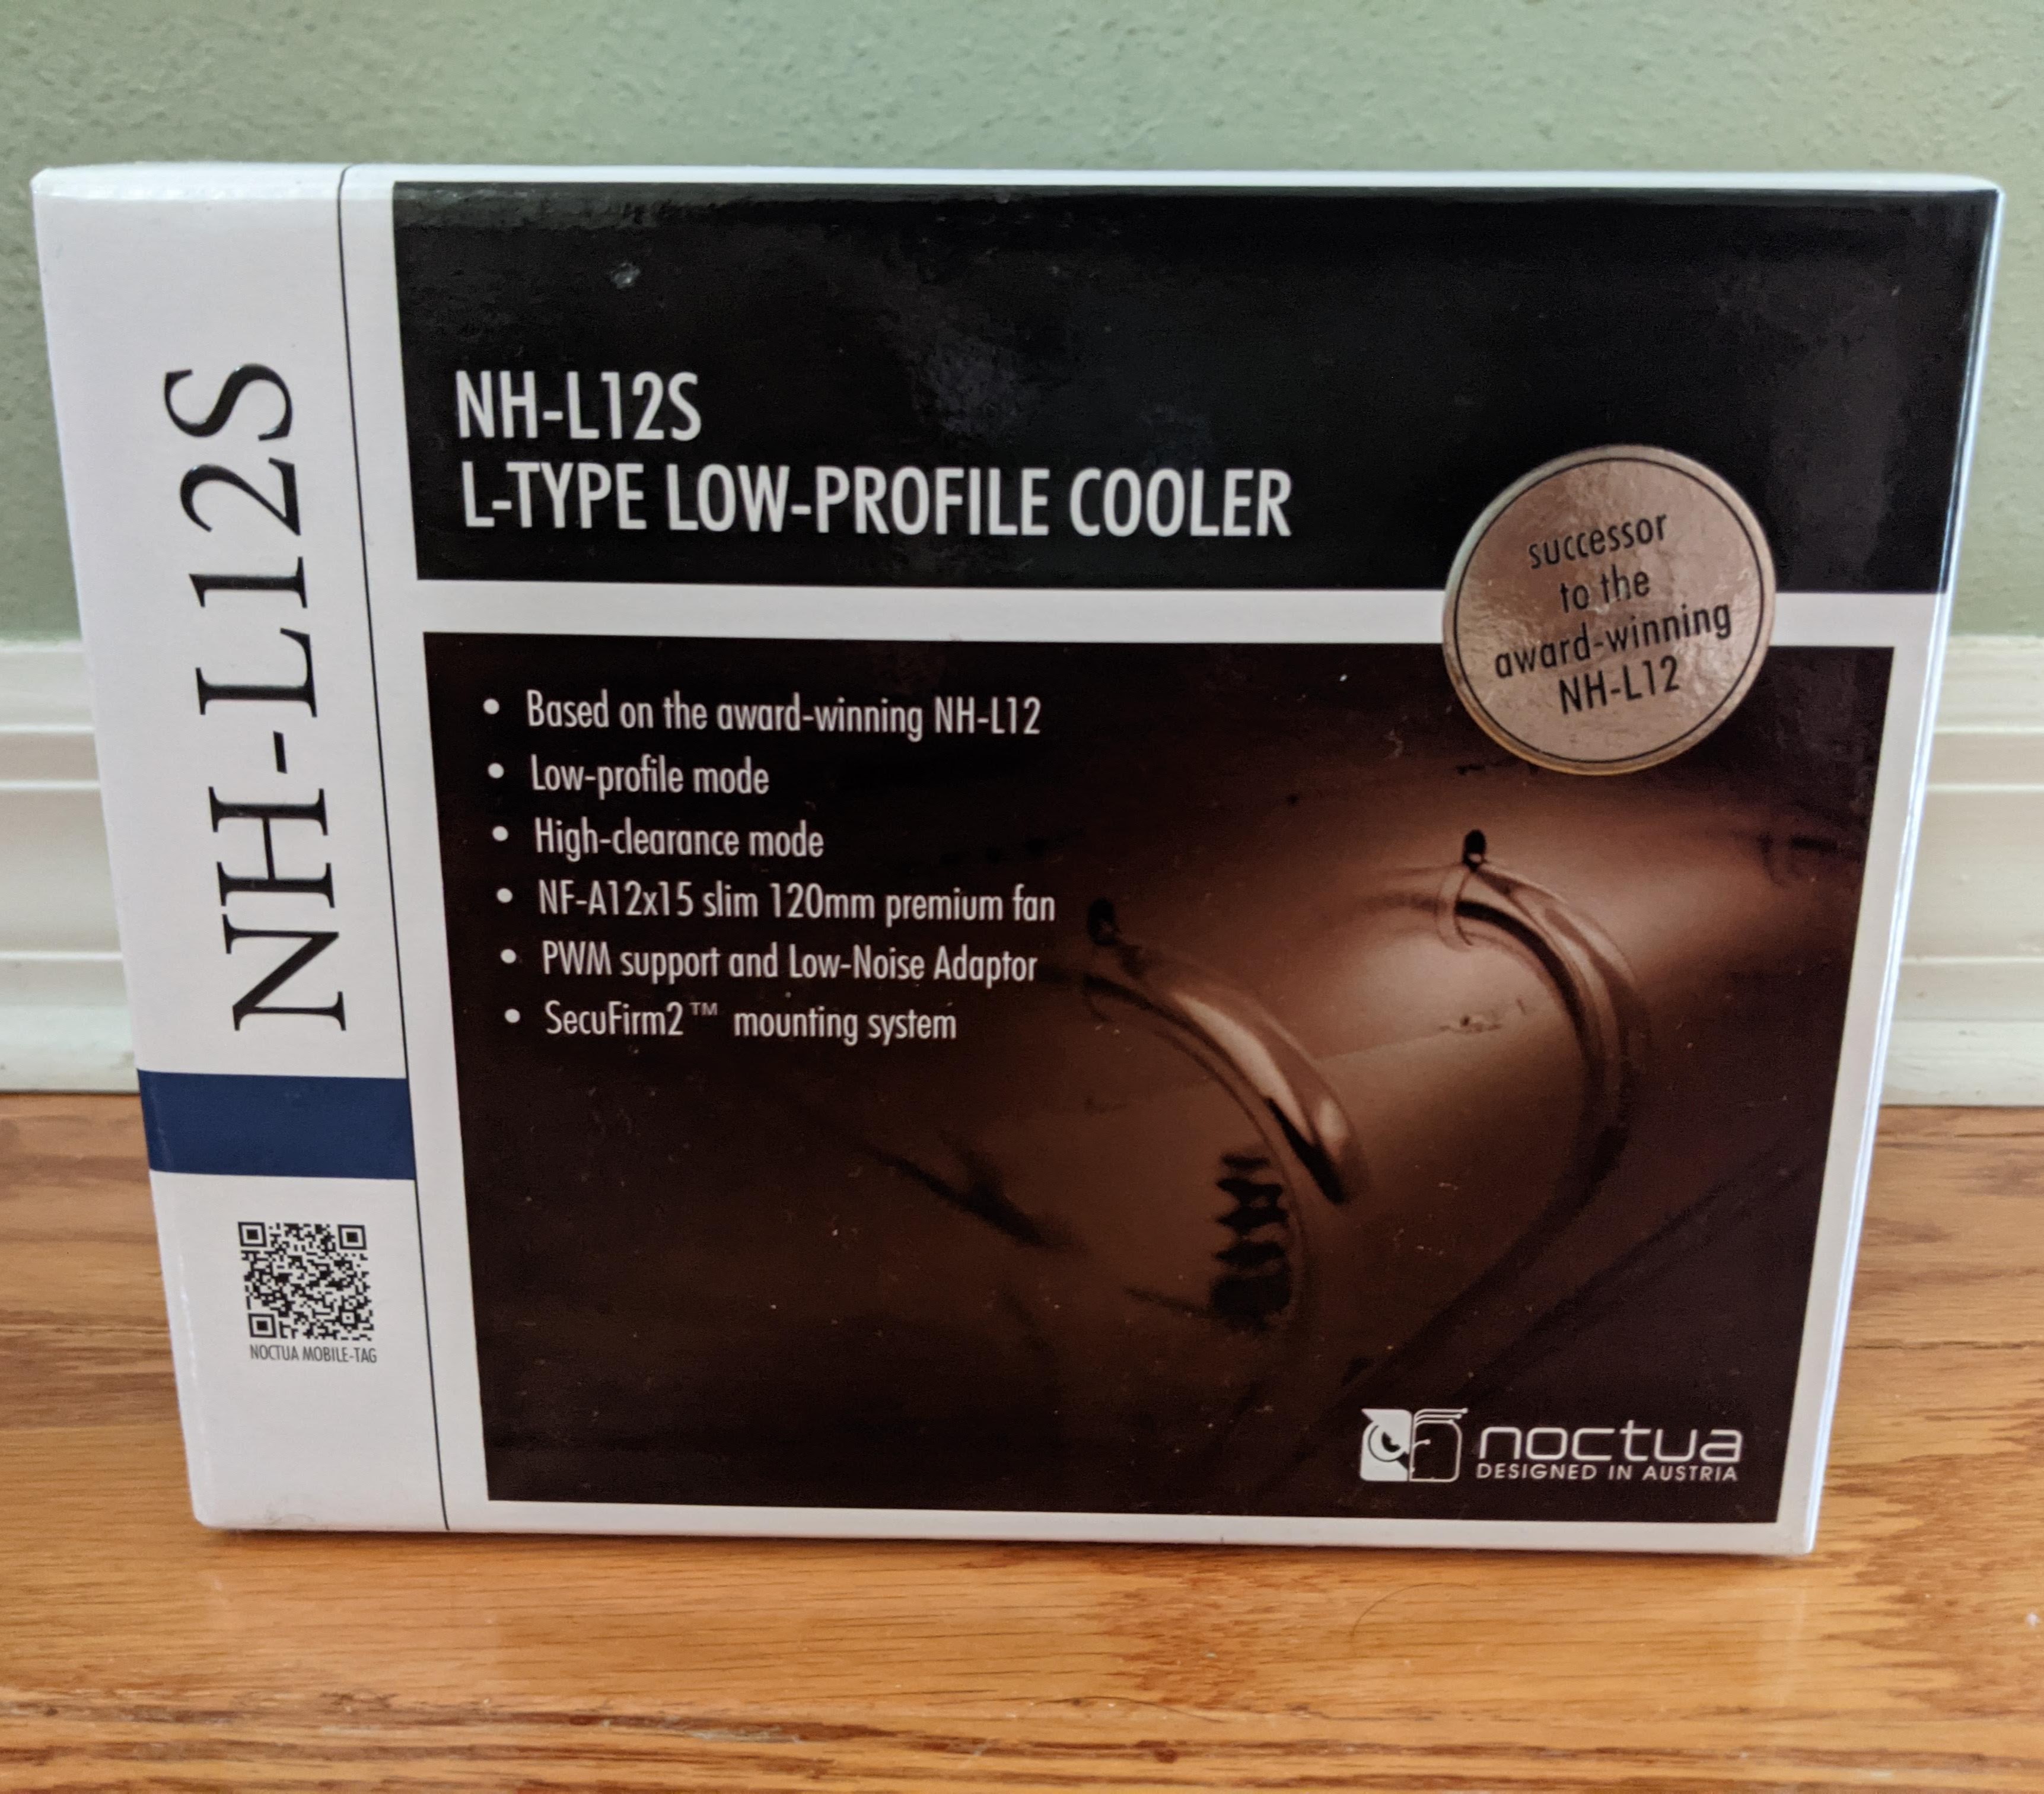 NH-L12S
NH-L12S
L-TYPE LOW-PROFILE COOLER
successor
to the
award-winning
NH-L12
• Based on the award-winning NH-L12
• Low-profile mode
• High-clearance mode
• NF-A12x15 slim 120mm premium fan
• PWM support and Low-Noise Adaptor
• SecuFirm2™ mounting system
NOCTUA MOBILE-TAG
noctua
DESIGNED IN AUSTRIA